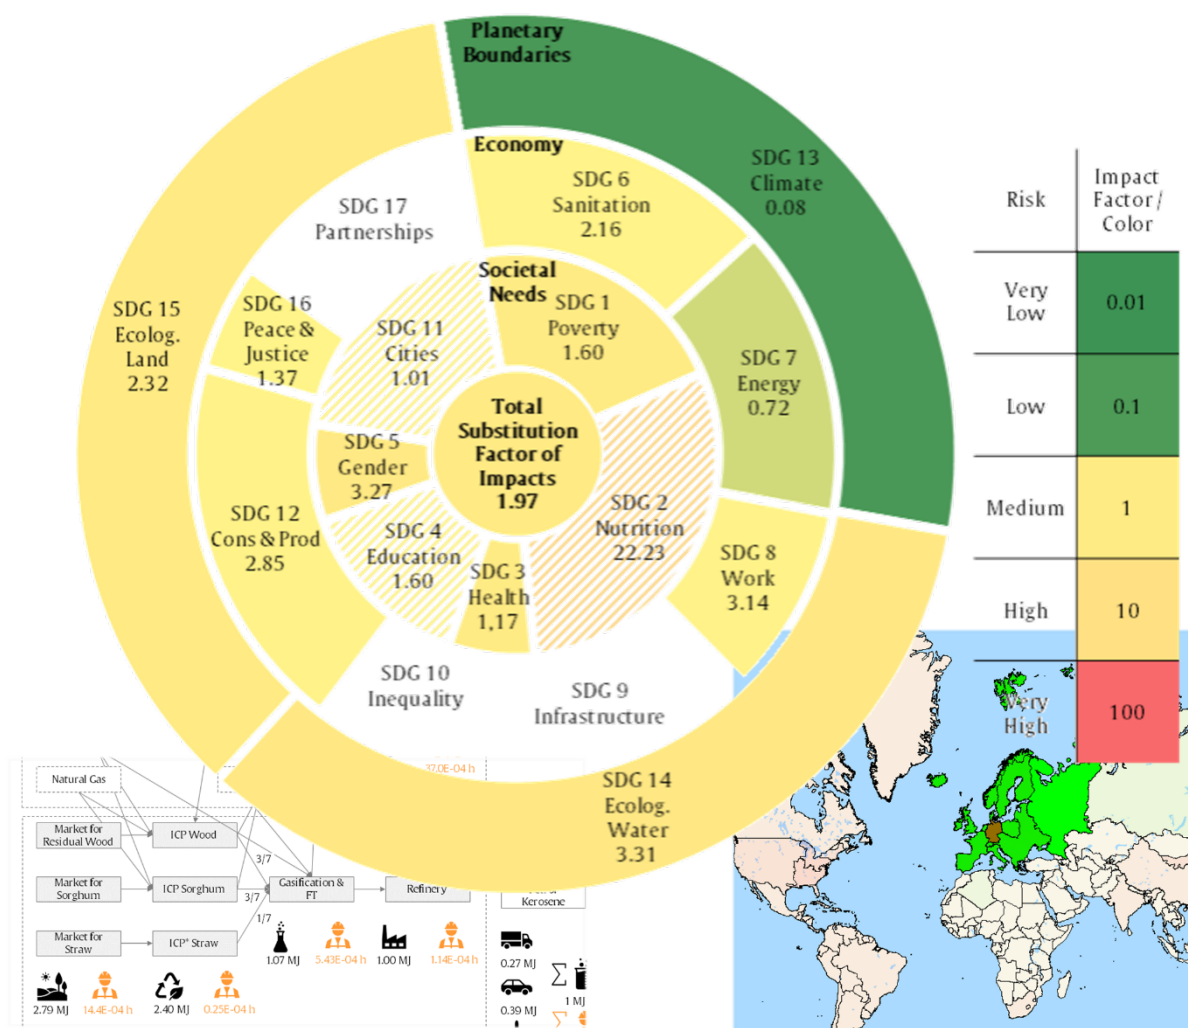 Planetary
Boundaries
Economy
Societal
Needs
SDG 13
Climate
0.08
SDG 6
Sanitation
2.16
SDG 17
Partnerships
SDG 1
Poverty
1.60
SDG 11
Cities
1.01
SDG 16
Peace &
Justice
1.37
SDG 15
Ecolog.
Land
2.32
SDG 7
Energy
0.72
Total
Substitution
Factor of
Impacts
1.97
SDG 5
Gender
3.27
SDG 2
Nutrition
22.23
SDG 12
Cons & Prod
2.85
SDG 4
Education
1.60
SDG 3
Health
1,17
SDG 8
Work
3.14
SDG 10
Inequality
SDG 9
Infrastructure
SDG 14
Ecolog.
Water
3.31
Risk
Impact
Factor /
Color
Very
Low
0.01
Low
0.1
Medium
1
High
10
Very
High
100
Natural Gas
37.0E-04 h
Market for
Residual Wood
ICP Wood
3/7
Market for
Sorghum
ICP Sorghum
3/7
Gasification &
FT
Refinery
Kerosene
1/7
Market for
Straw
ICP* Straw
1.07 MJ
5.43E-04 h
1.00 MJ
1.14E-04 h
0.27 MJ
2.79 MJ
14.4E-04 h
2.40 MJ
0.25E-04 h
0.39 MJ
Σ
1 MJ
Σ